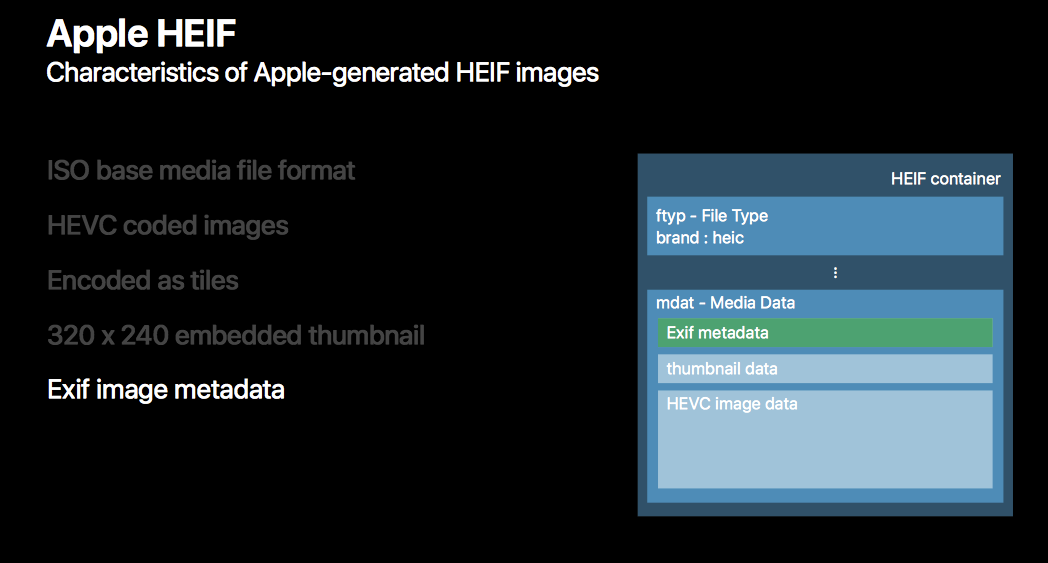 Apple HEIF
Characteristics of Apple-generated HEIF images
ISO base media file format
HEVC coded images
Encoded as tiles
320 x 240 embedded thumbnail
Exif image metadata
HEIF container
ftyp - File Type
brand : heic
⋮
mdat - Media Data
Exif metadata
thumbnail data
HEVC image data